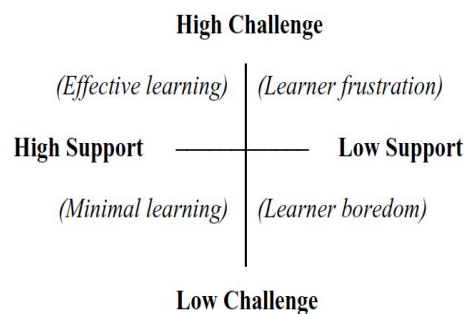 High Challenge
(Effective learning) (Learner frustration)
High Support Low Support
(Minimal learning) (Learner boredom)
Low Challenge